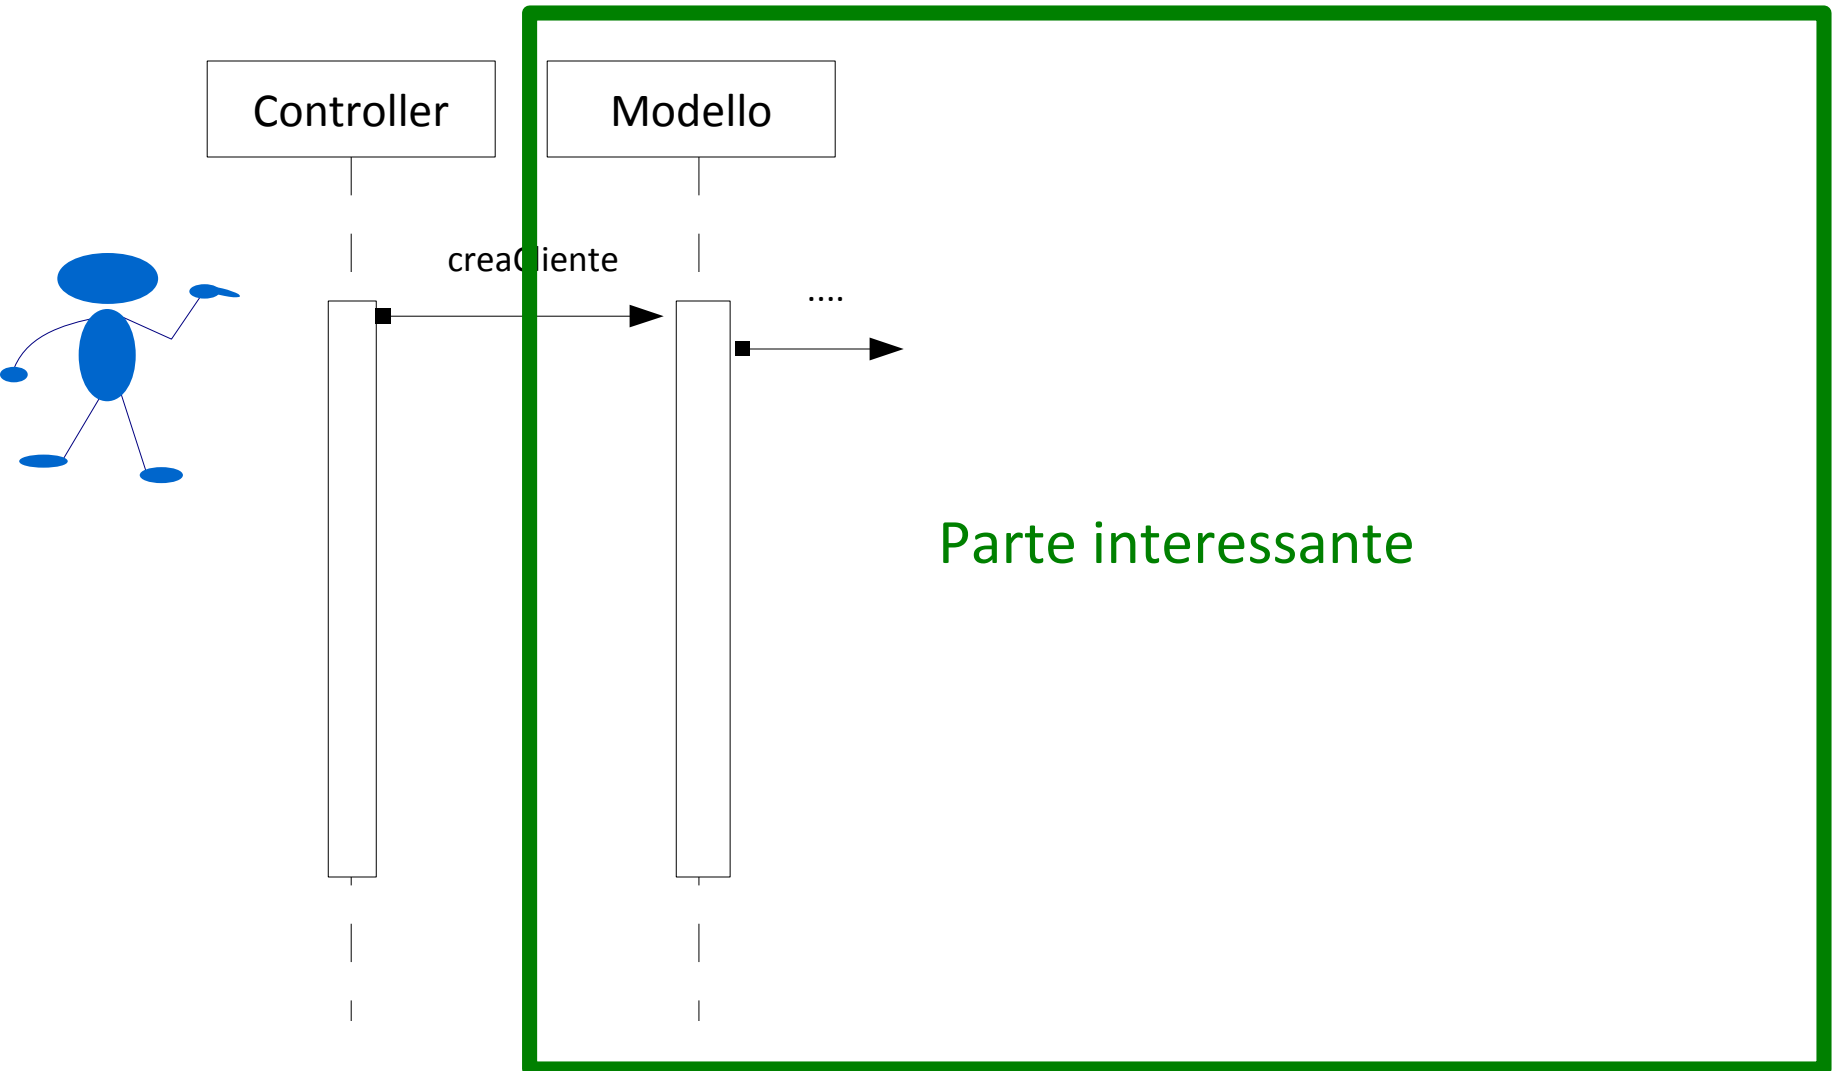 Controller
Modello
creaCliente
....
Parte interessante